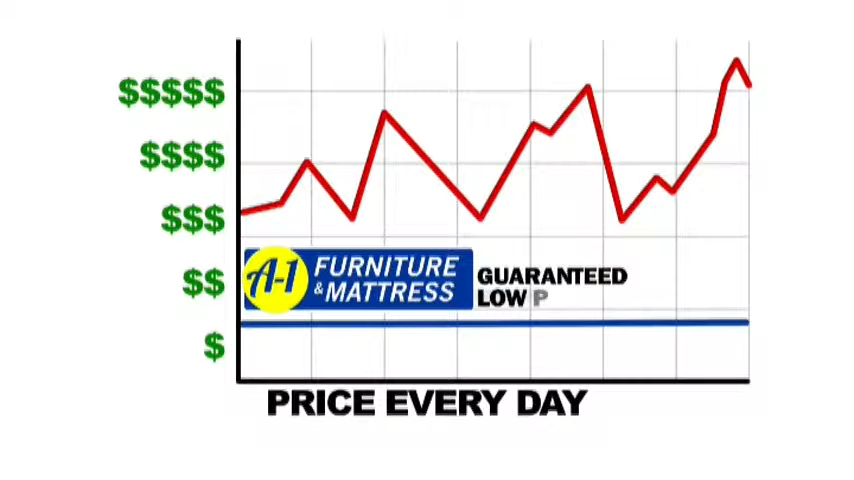 $$$$$
$$$$
$$$
$$
$
A-1 FURNITURE
& MATTRESS
GUARANTEED
LOW P
PRICE EVERY DAY